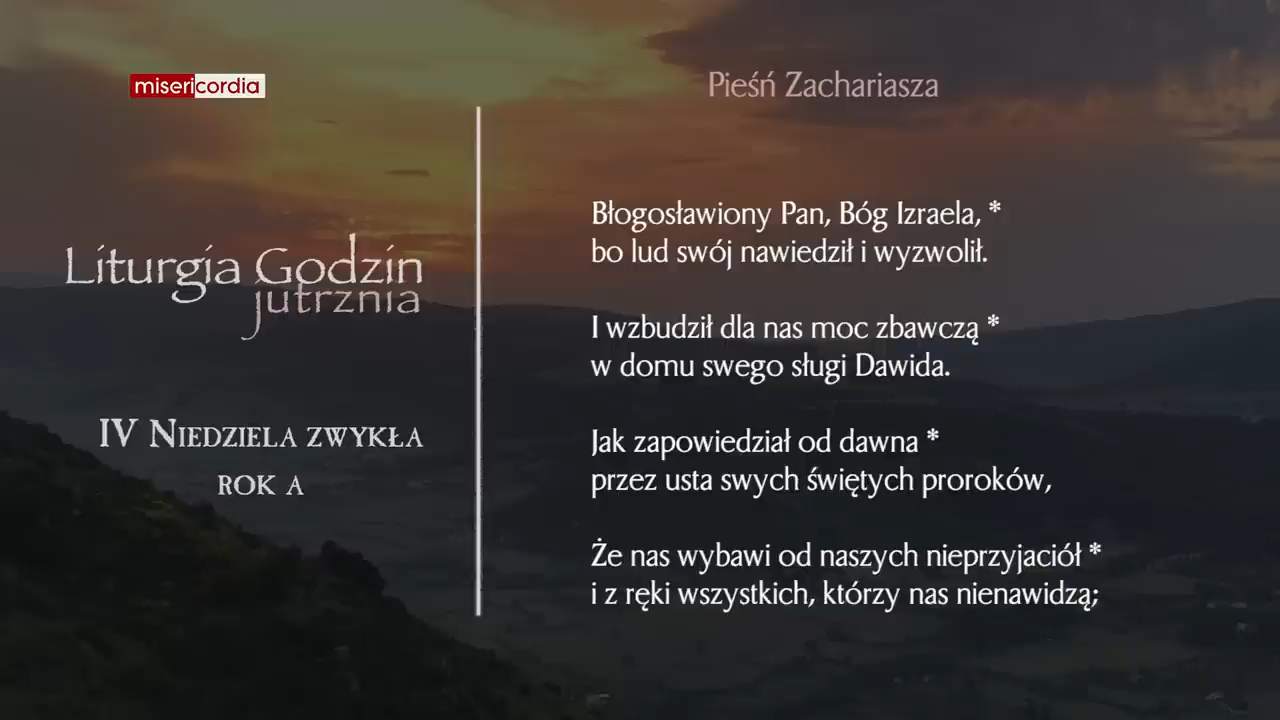 misericordia
Liturgia Godzin
jutrznia
IV Niedziela zwykła
rok A
Pieśń Zachariasza
Błogosławiony Pan, Bóg Izraela, *
bo lud swój nawiedził i wyzwolił.
I wzbudził dla nas moc zbawczą *
w domu swego sługi Dawida.
Jak zapowiedział od dawna *
przez usta swych świętych proroków,
Że nas wybawi od naszych nieprzyjaciół *
i z ręki wszystkich, którzy nas nienawidzą;